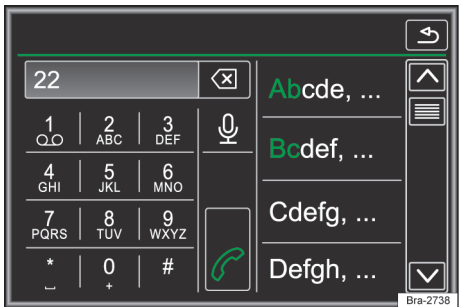 22
Abcde, ...
1 2 ABC 3 DEF
Bcdef, ...
4 GHI 5 JKL 6 MNO
Cdefg, ...
7 PQRS 8 TUV 9 WXYZ
* 0 + #
Defgh, ...
Bra-2738